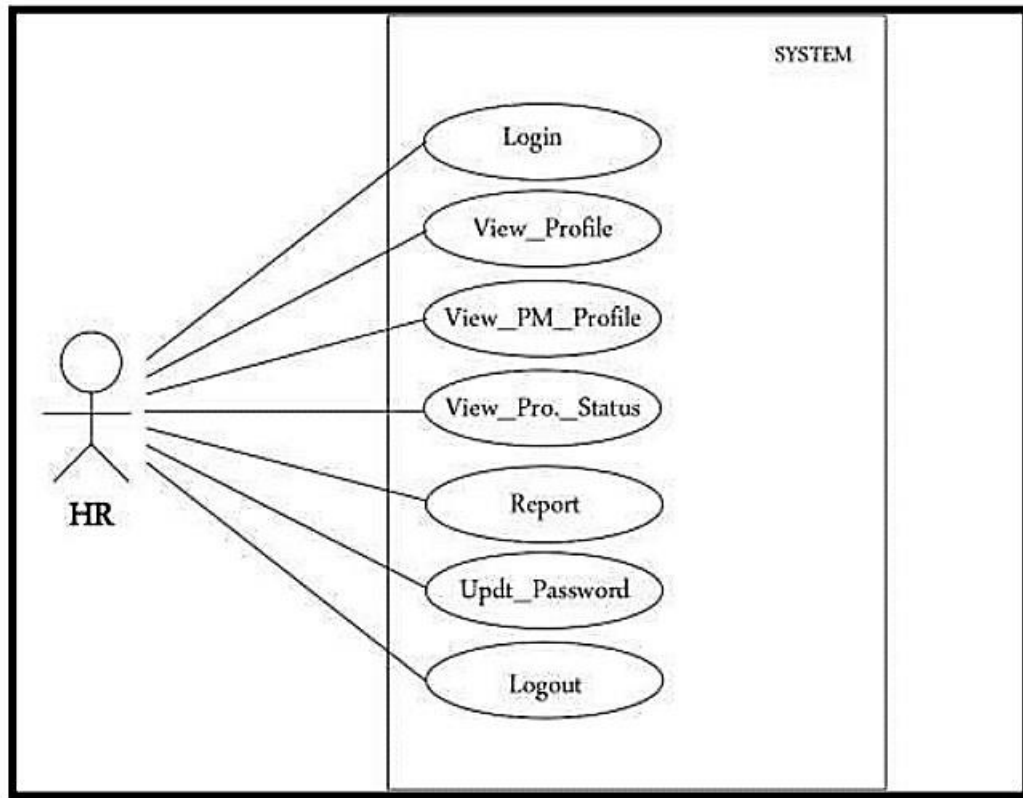 SYSTEM
Login
View_Profile
View_PM_Profile
View_Pro._Status
HR
Report
Updt_Password
Logout